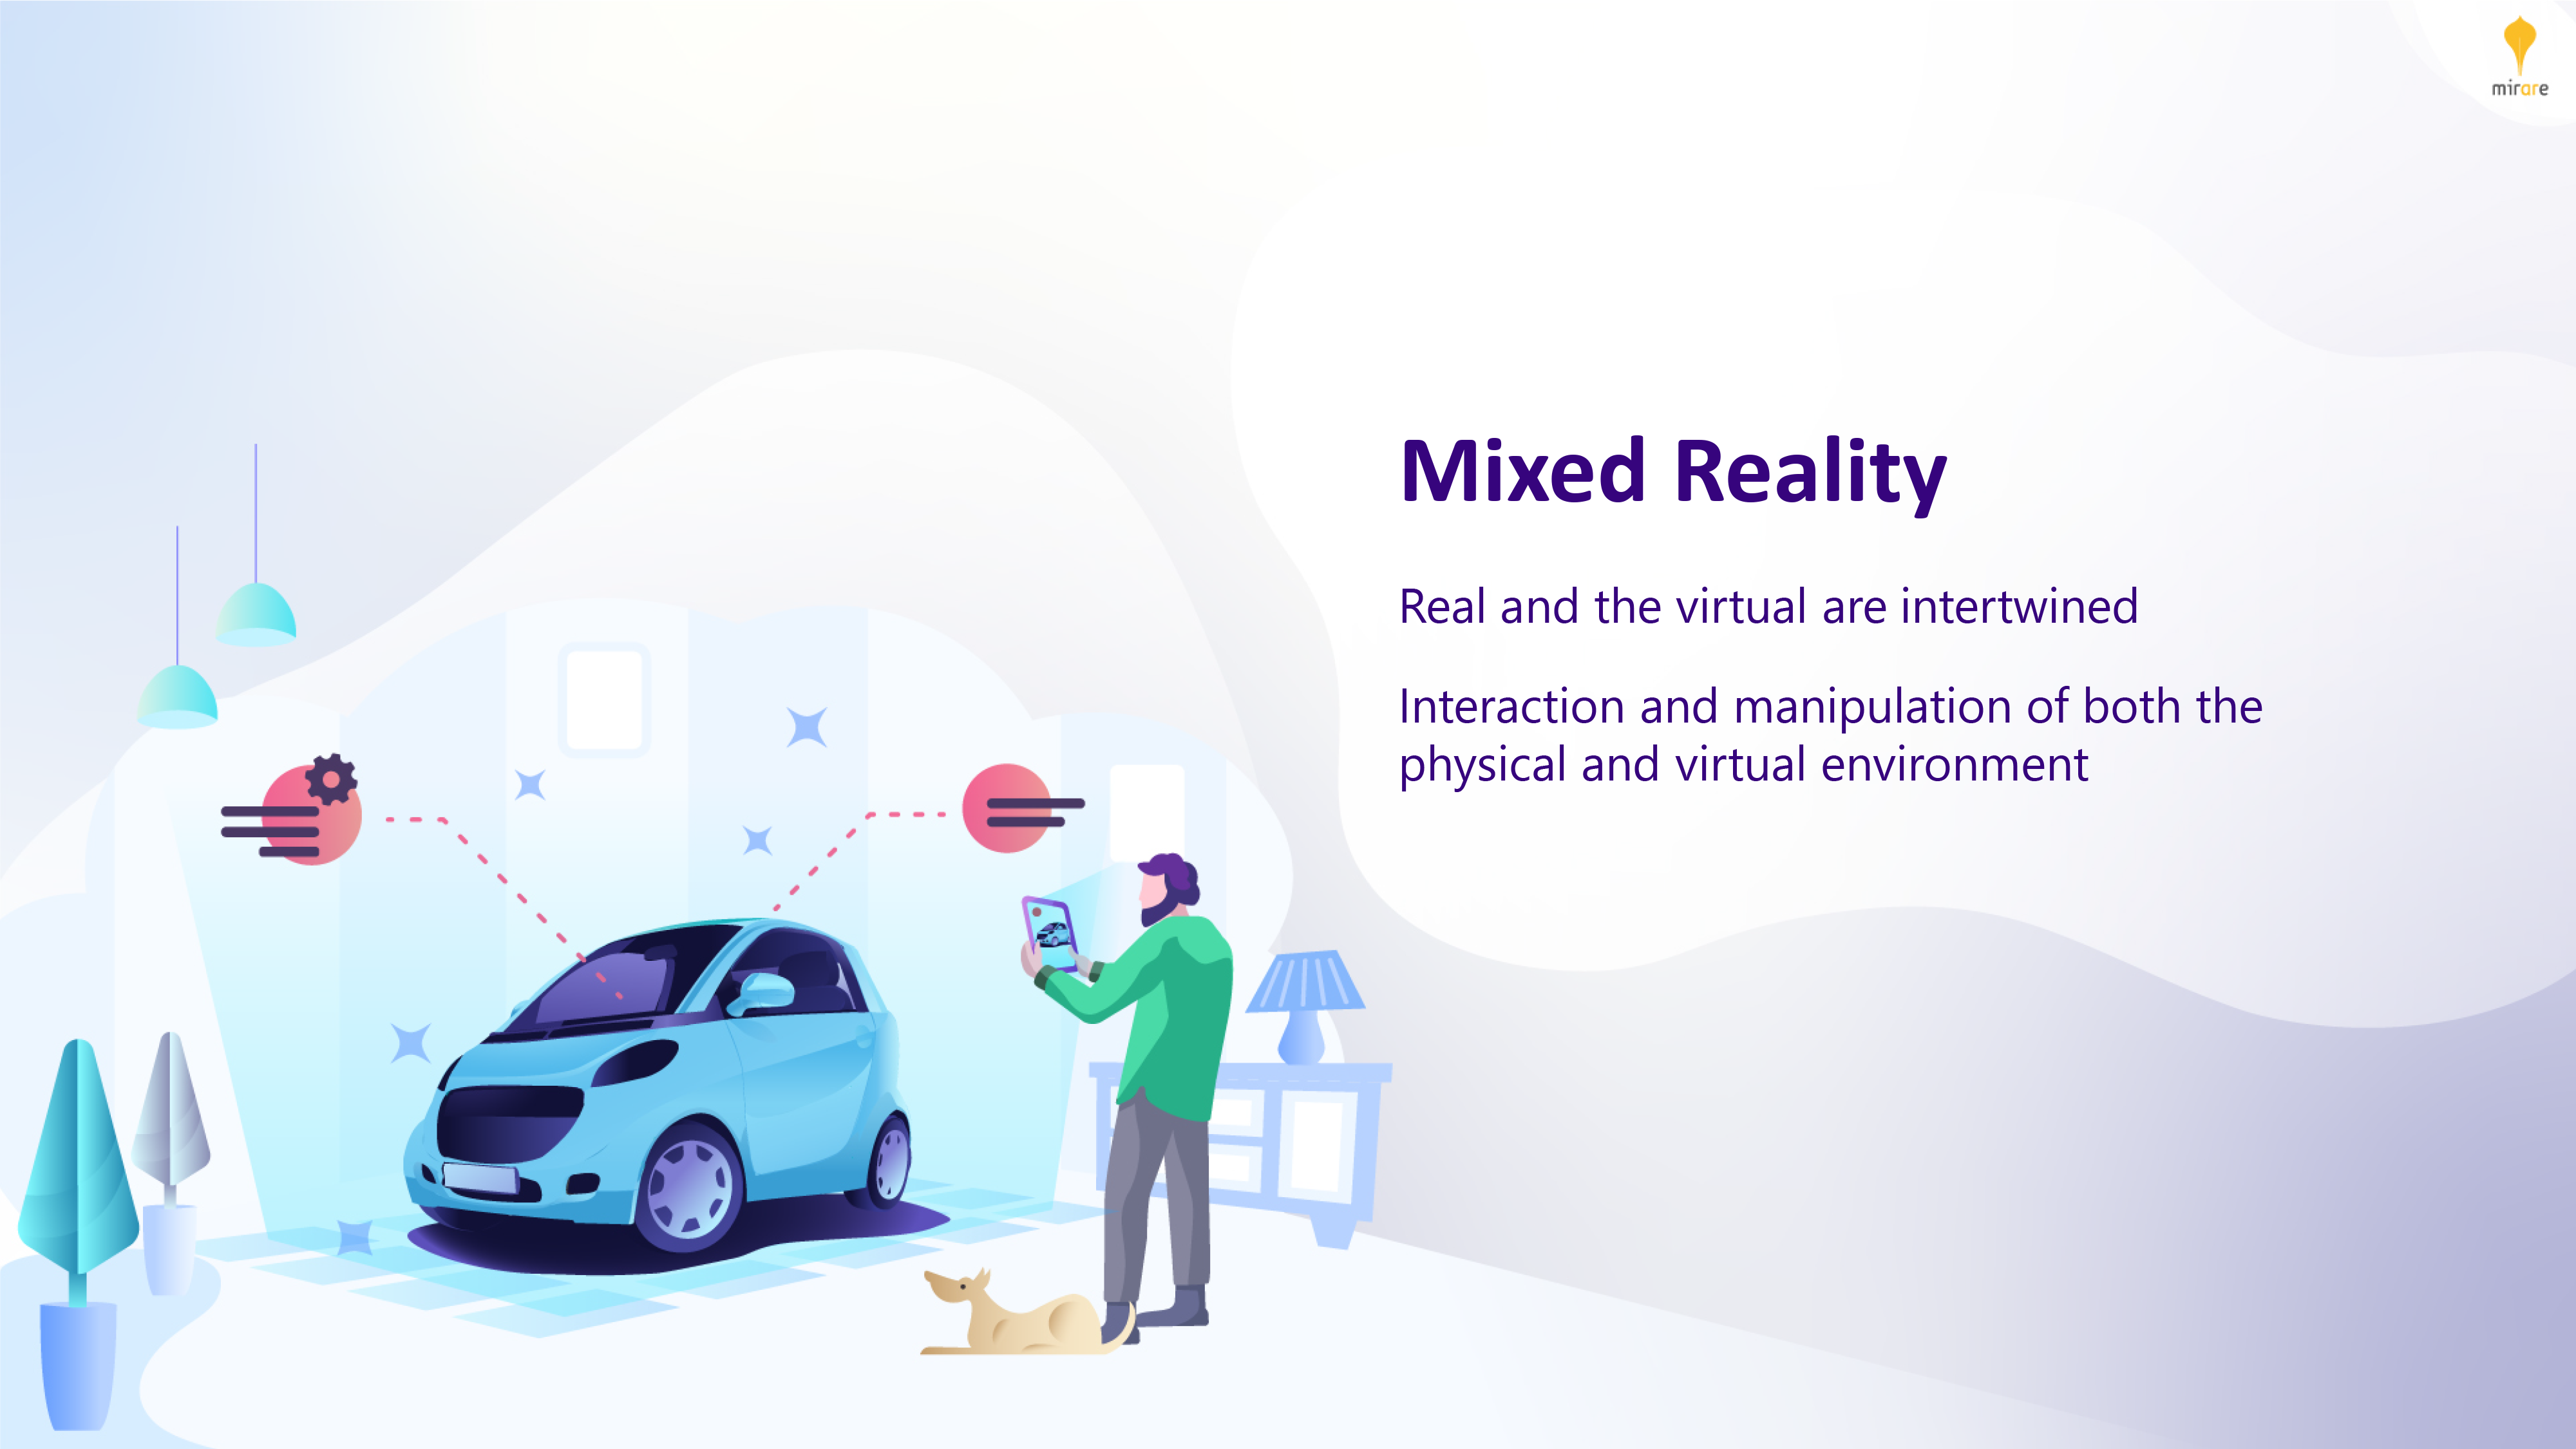 mirare
Mixed Reality
Real and the virtual are intertwined
Interaction and manipulation of both the
physical and virtual environment